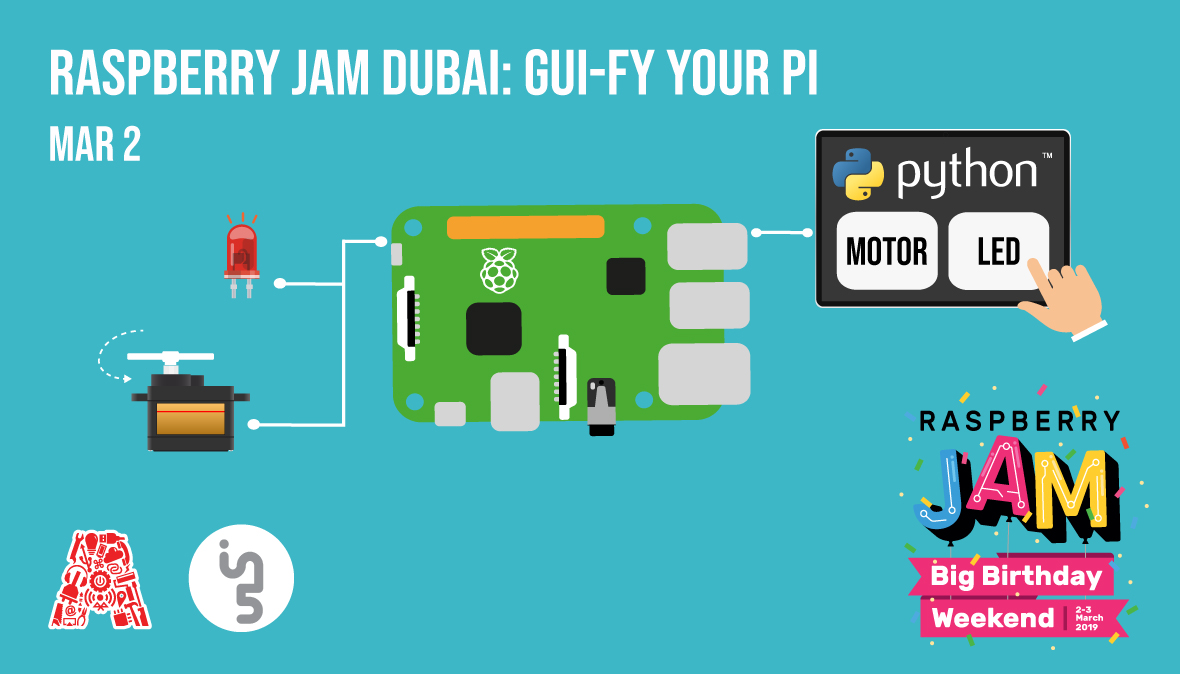 RASPBERRY JAM DUBAI: GUI-FY YOUR PI
MAR 2
python™
MOTOR
LED
RASPBERRY
JAM
Big Birthday
Weekend
2-3
March
2019